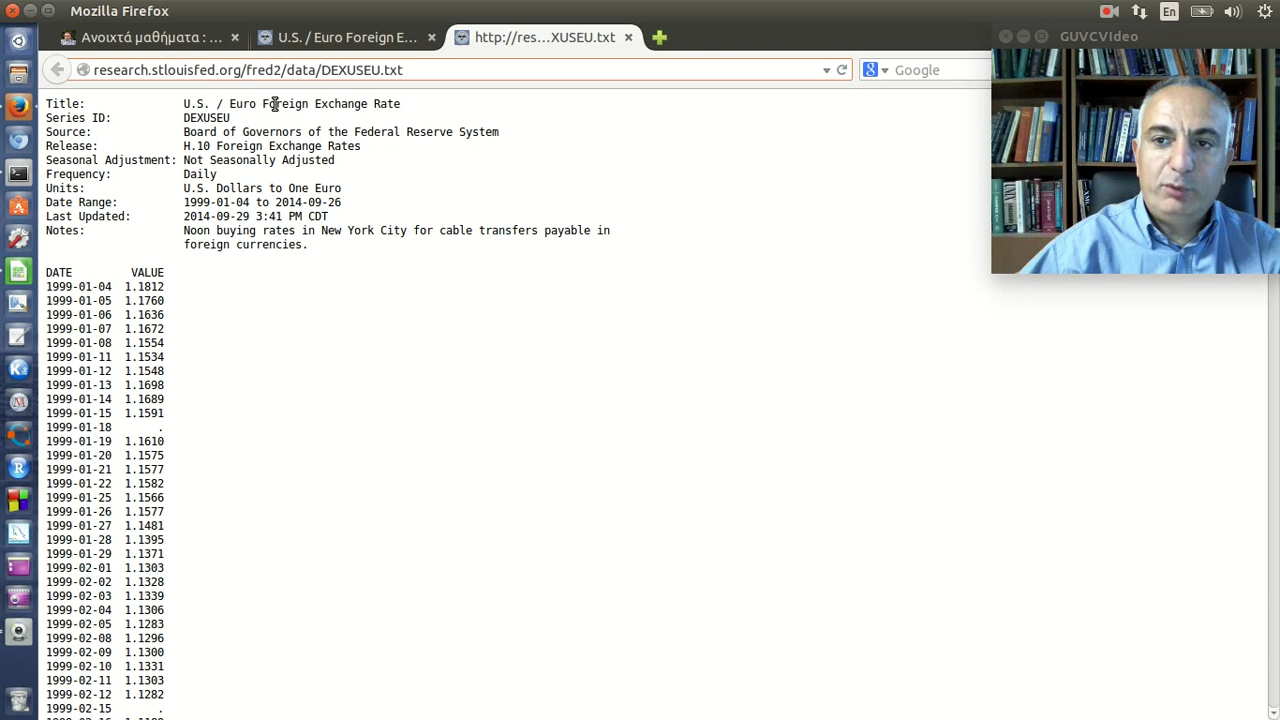 Mozilla Firefox
En
Ανοιχτά μαθήματα : ...
U.S. / Euro Foreign E...
http://res...XUSEU.txt
GUVCVIdeo
research.stlouisfed.org/fred2/data/DEXUSEU.txt
Google
Title: U.S. / Euro Foreign Exchange Rate
Series ID: DEXUSEU
Source: Board of Governors of the Federal Reserve System
Release: H.10 Foreign Exchange Rates
Seasonal Adjustment: Not Seasonally Adjusted
Frequency: Daily
Units: U.S. Dollars to One Euro
Date Range: 1999-01-04 to 2014-09-26
Last Updated: 2014-09-29 3:41 PM CDT
Notes: Noon buying rates in New York City for cable transfers payable in
foreign currencies.
DATE VALUE
1999-01-04 1.1812
1999-01-05 1.1760
1999-01-06 1.1636
1999-01-07 1.1672
1999-01-08 1.1554
1999-01-11 1.1534
1999-01-12 1.1548
1999-01-13 1.1698
1999-01-14 1.1689
1999-01-15 1.1591
1999-01-18 .
1999-01-19 1.1610
1999-01-20 1.1575
1999-01-21 1.1577
1999-01-22 1.1582
1999-01-25 1.1566
1999-01-26 1.1577
1999-01-27 1.1481
1999-01-28 1.1395
1999-01-29 1.1371
1999-02-01 1.1303
1999-02-02 1.1328
1999-02-03 1.1339
1999-02-04 1.1306
1999-02-05 1.1283
1999-02-08 1.1296
1999-02-09 1.1300
1999-02-10 1.1331
1999-02-11 1.1303
1999-02-12 1.1282
1999-02-15 .